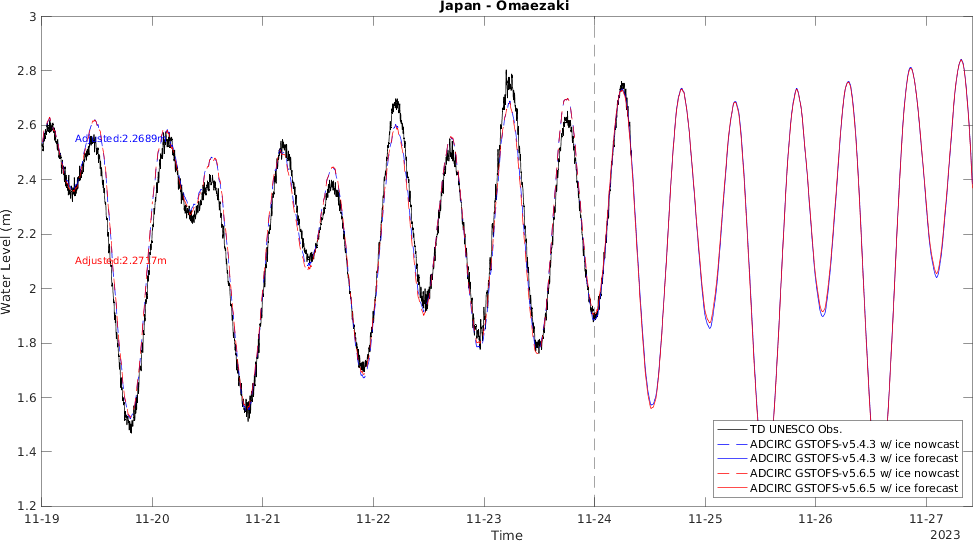 Japan - Omaezaki
3
2.8
2.6
2.4
2.2
2
1.8
1.6
1.4
1.2
Water Level (m)
Adjusted:2.2689m
Adjusted:2.2717m
TD UNESCO Obs.
ADCIRC GSTOFS-v5.4.3 w/ ice nowcast
ADCIRC GSTOFS-v5.4.3 w/ ice forecast
ADCIRC GSTOFS-v5.6.5 w/ ice nowcast
ADCIRC GSTOFS-v5.6.5 w/ ice forecast
11-19 11-20 11-21 11-22 11-23 11-24 11-25 11-26 11-27
Time
2023